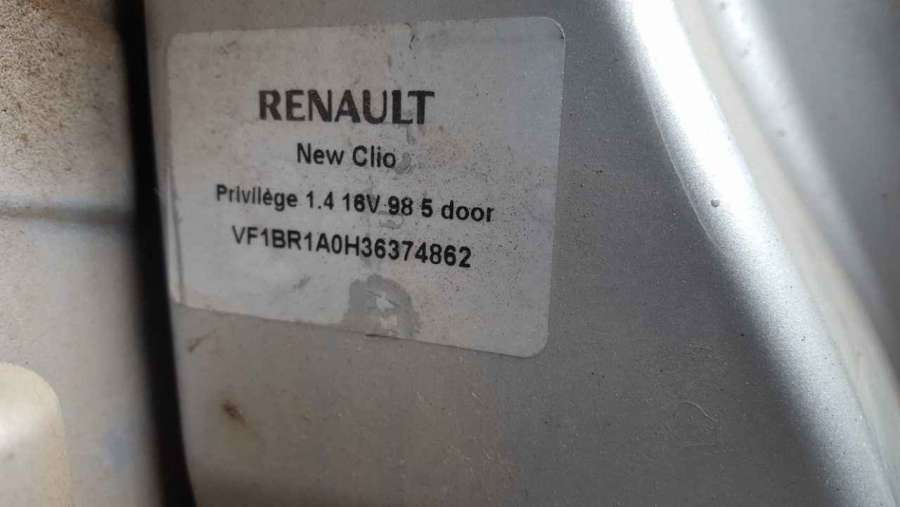 RENAULT
New Clio
Privilège 1.4 16V 98 5 door
VF1BR1A0H36374862